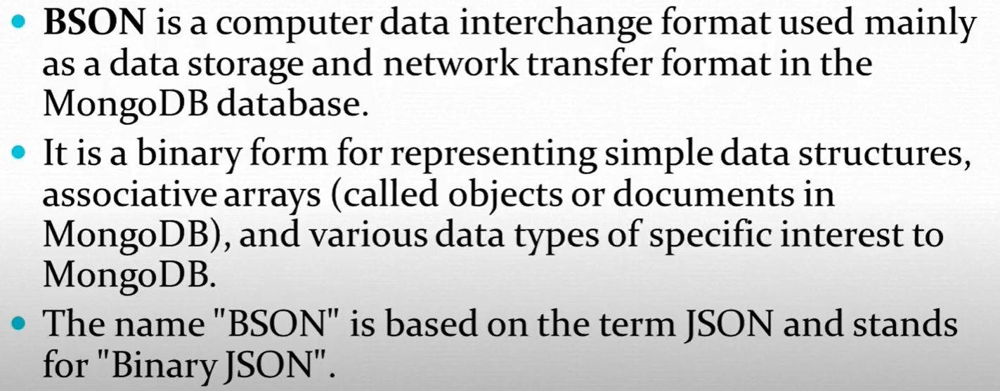 • BSON is a computer data interchange format used mainly
as a data storage and network transfer format in the
MongoDB database.
• It is a binary form for representing simple data structures,
associative arrays (called objects or documents in
MongoDB), and various data types of specific interest to
MongoDB.
• The name "BSON" is based on the term JSON and stands
for "Binary JSON".